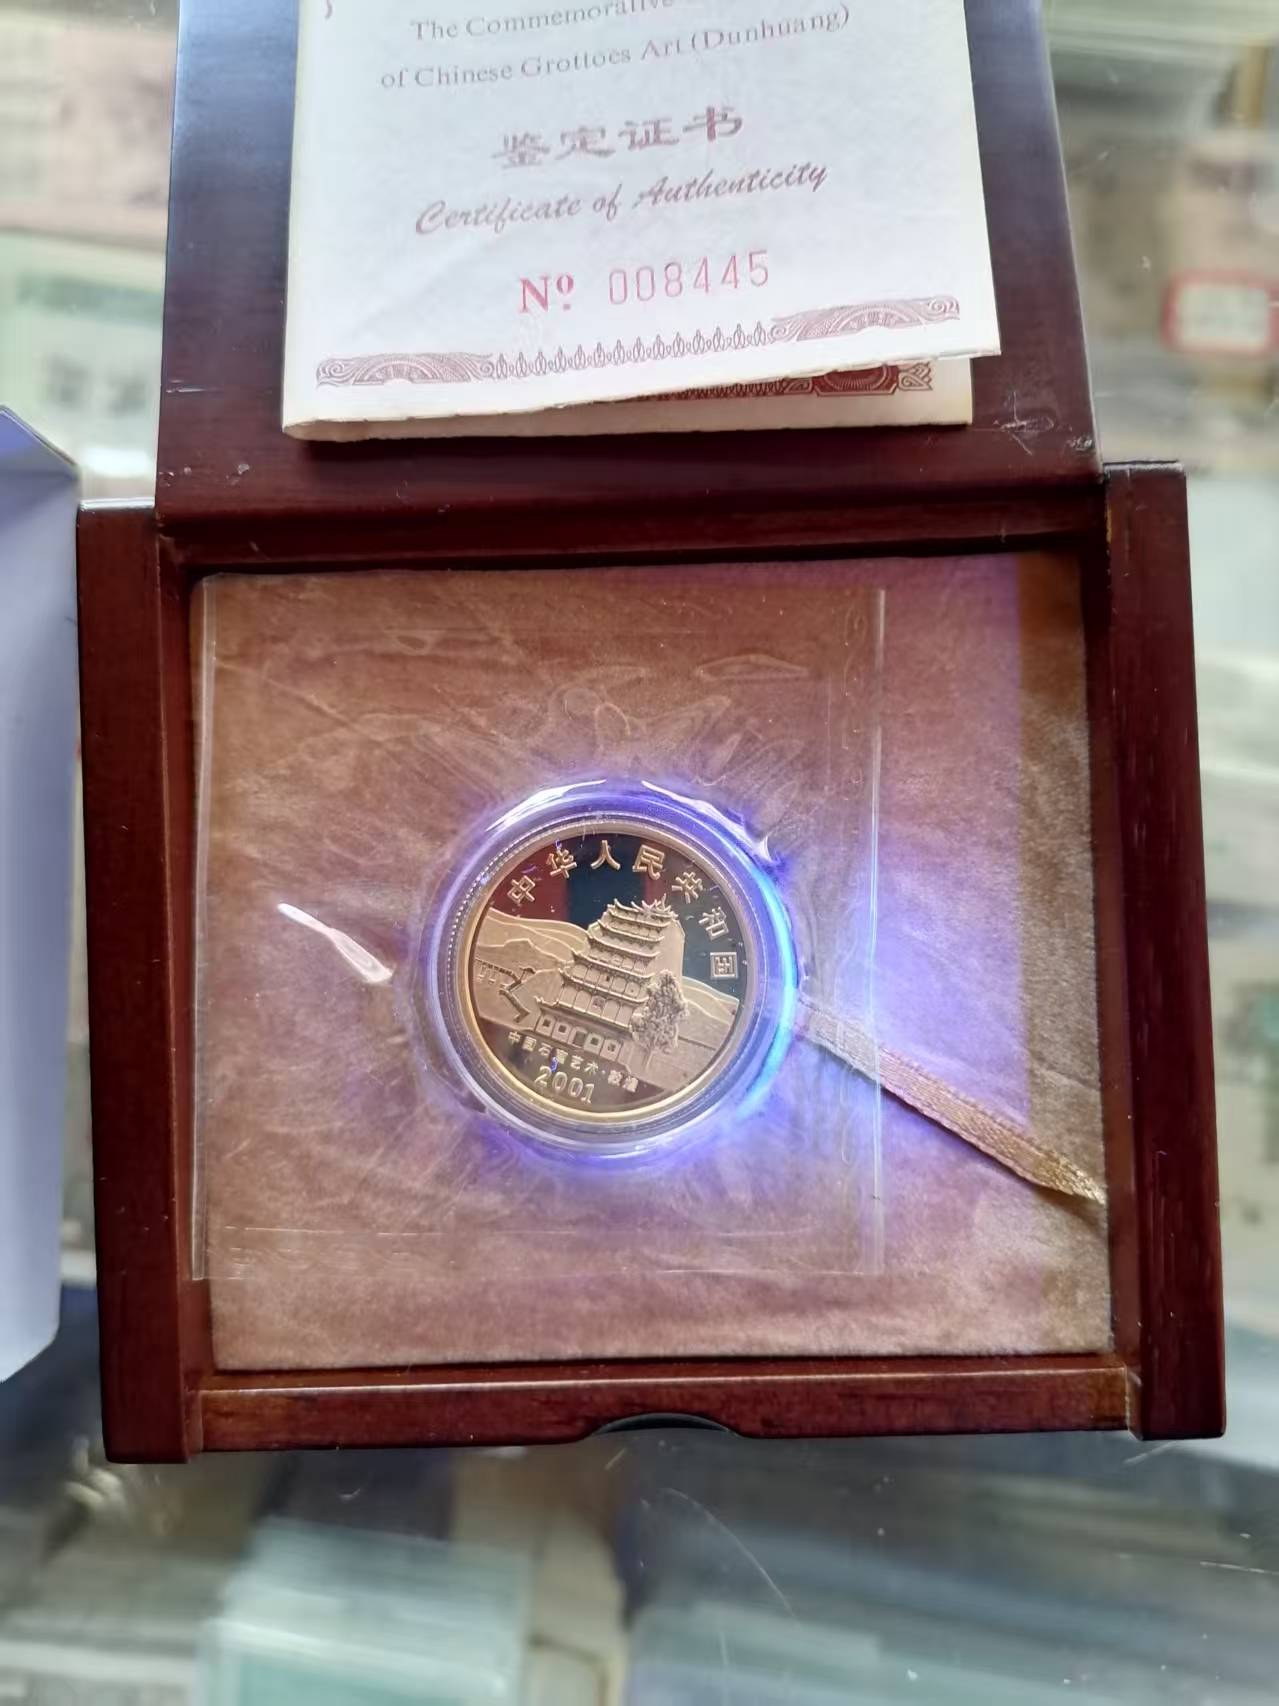 The Commemorative
of Chinese Grottoes Art (Dunhuang)
鉴定证书
Certificate of Authenticity
Nº 008445
中华人民共和国
中国石窟艺术·敦煌
2001